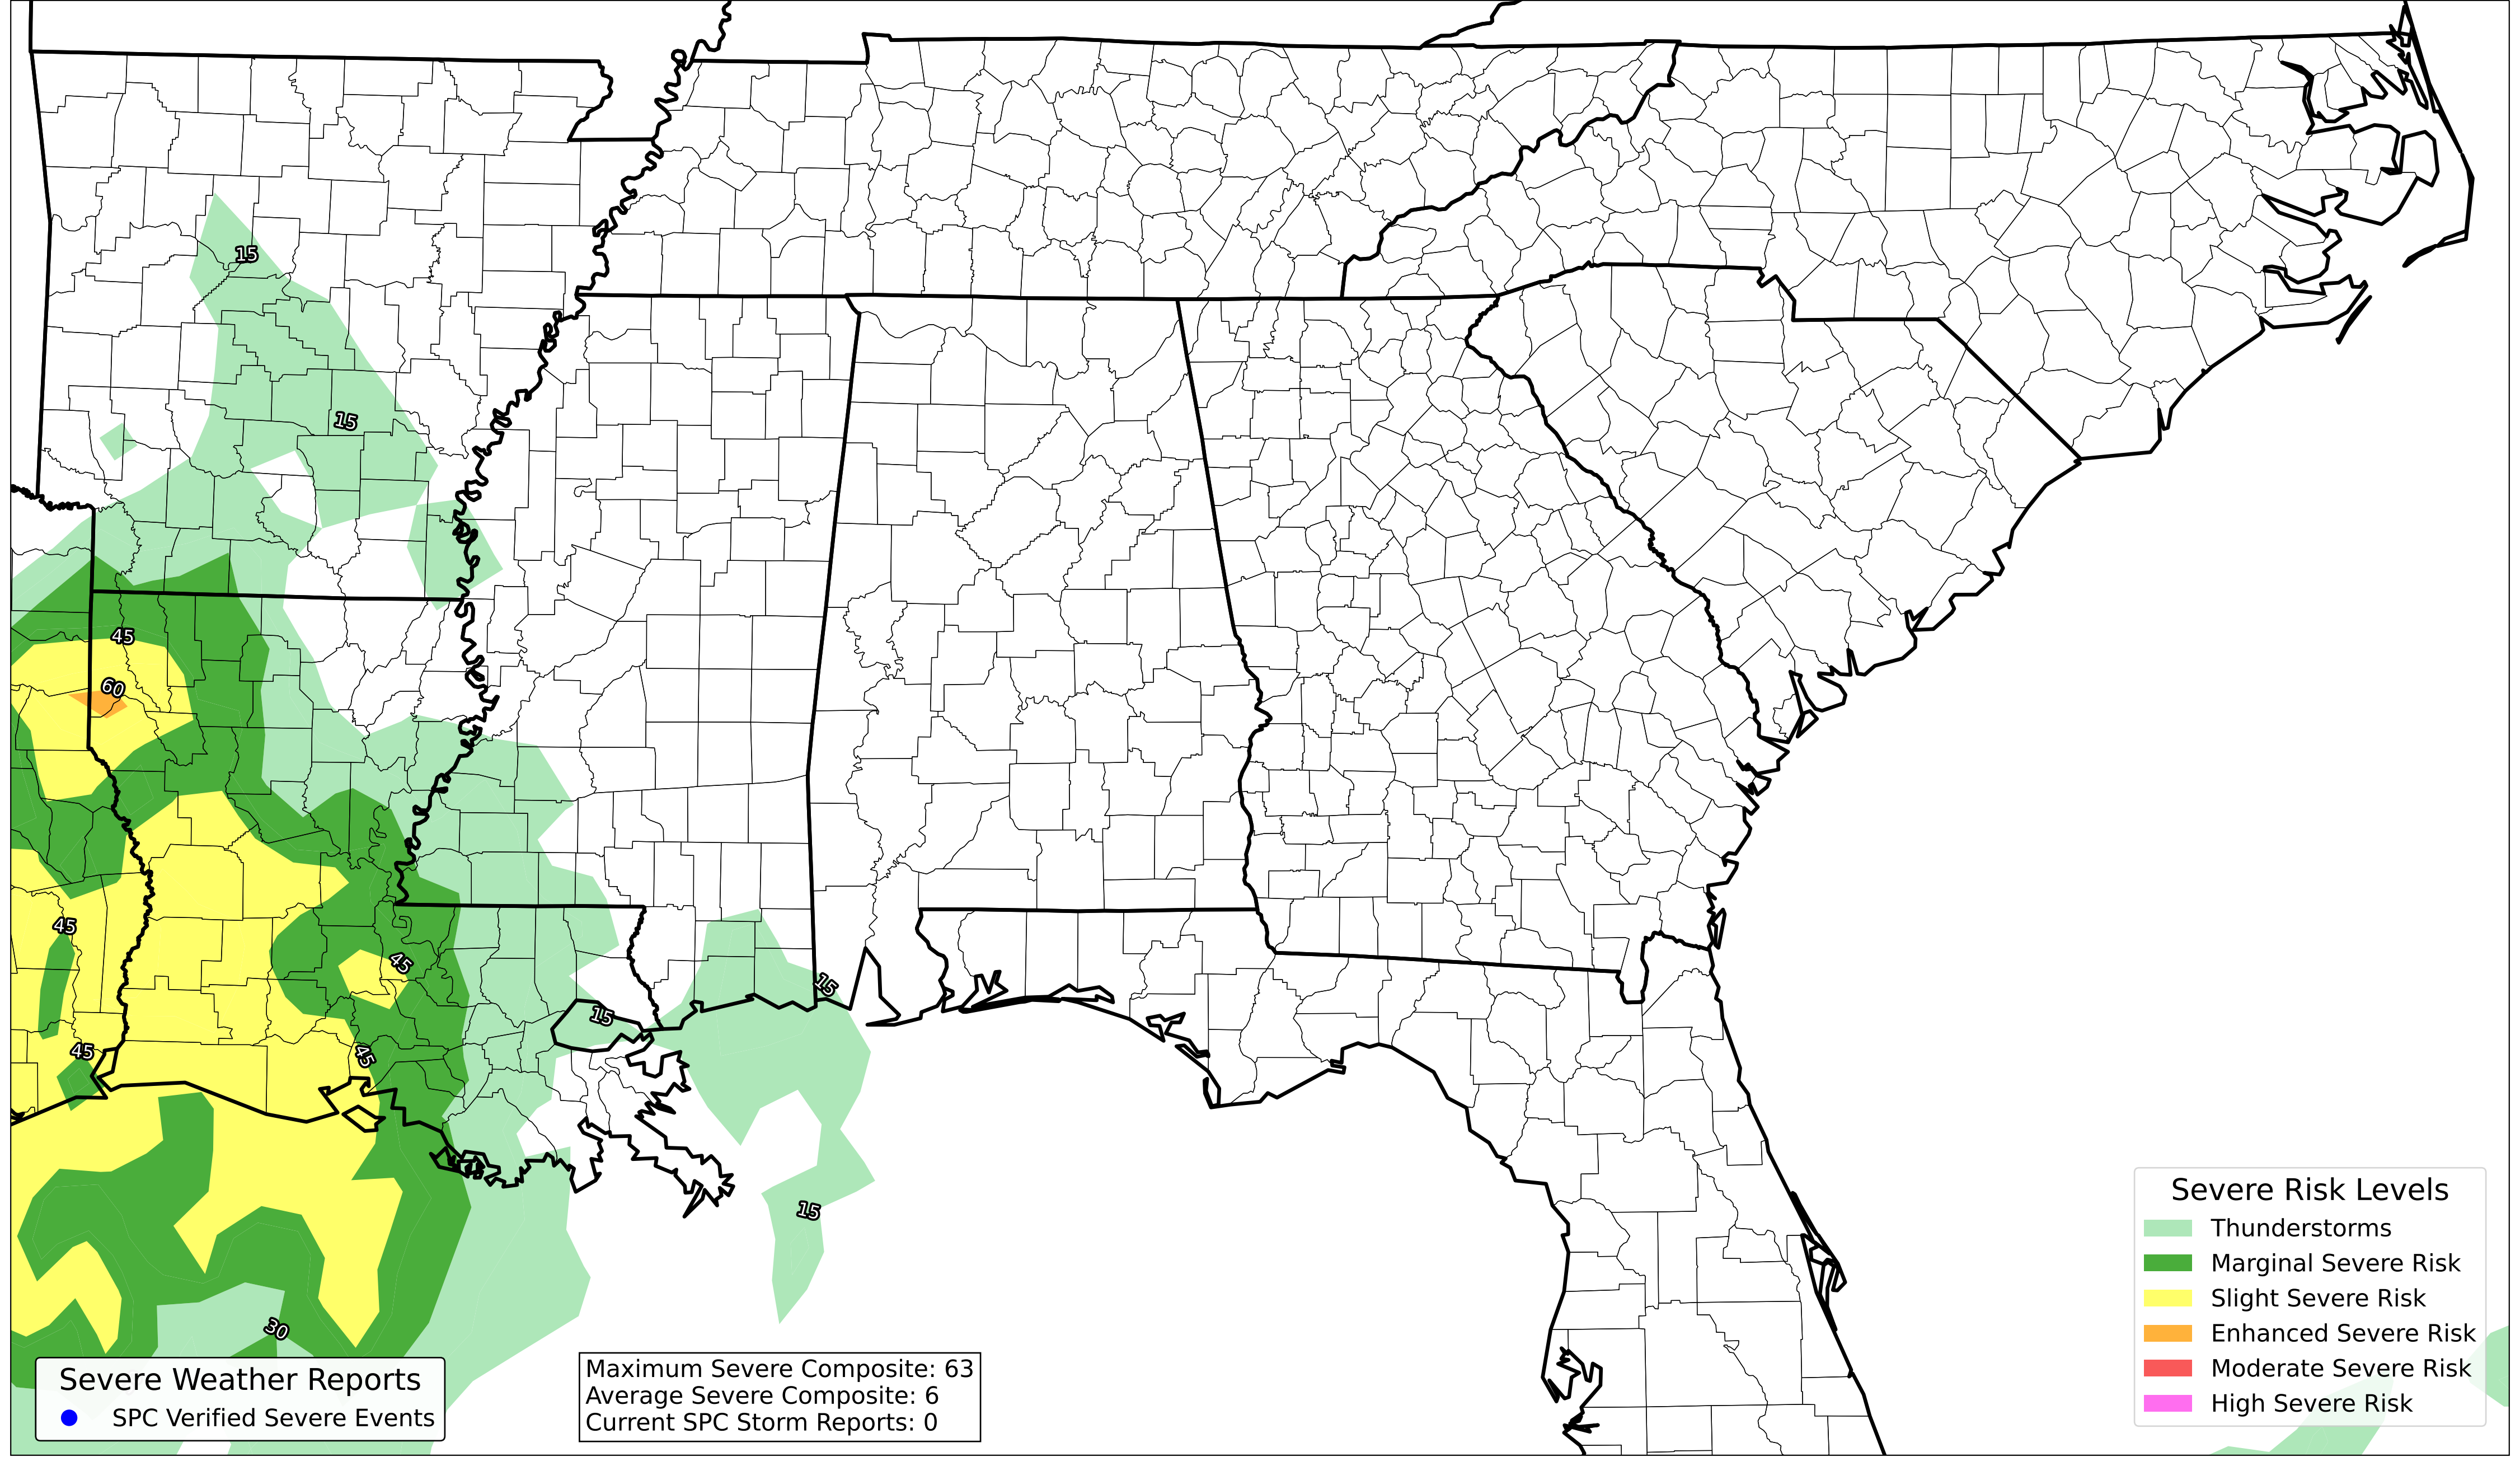 15
15
45
60
45
45
15
15
45
45
15
30
Severe Risk Levels
Thunderstorms
Marginal Severe Risk
Slight Severe Risk
Enhanced Severe Risk
Moderate Severe Risk
High Severe Risk
Severe Weather Reports
SPC Verified Severe Events
Maximum Severe Composite: 63
Average Severe Composite: 6
Current SPC Storm Reports: 0